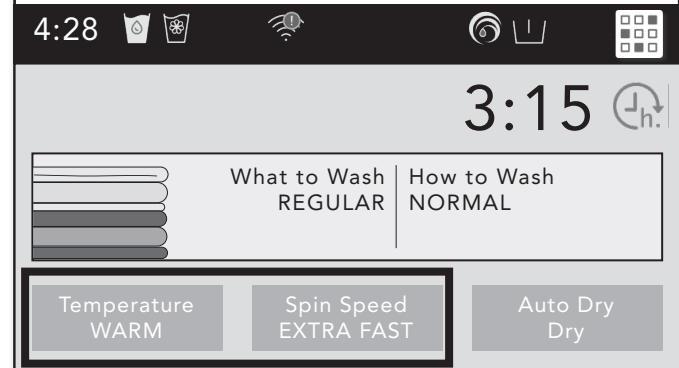 4:28
3:15
h.
What to Wash
REGULAR
How to Wash
NORMAL
Temperature
WARM
Spin Speed
EXTRA FAST
Auto Dry
Dry